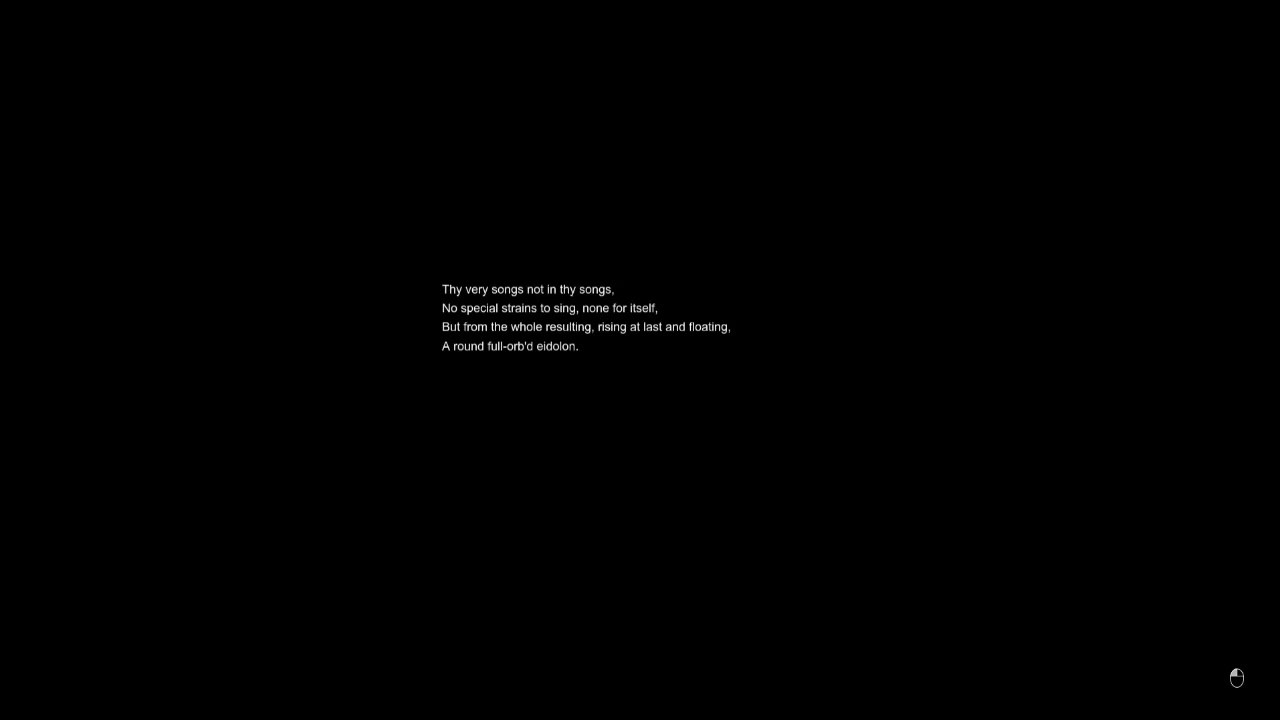 Thy very songs not in thy songs,
No special strains to sing, none for itself,
But from the whole resulting, rising at last and floating,
A round full-orb'd eidolon.